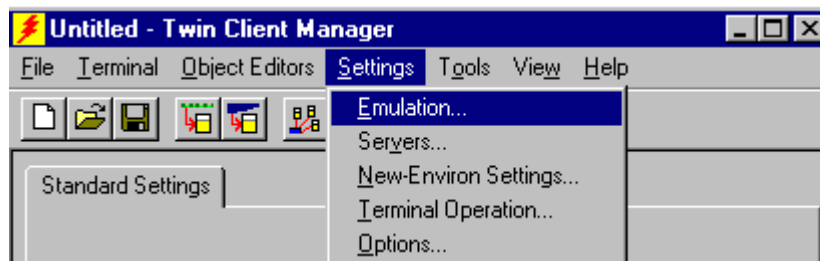 Untitled - Twin Client Manager
File Terminal Object Editors Settings Tools View Help
Emulation...
Servers...
Standard Settings
New-Environ Settings...
Terminal Operation...
Options...